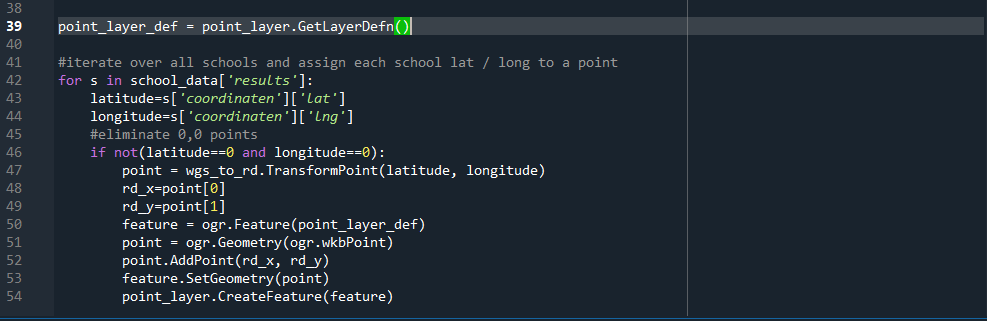 38
39 point_layer_def = point_layer.GetLayerDefn()
40
41 #iterate over all schools and assign each school lat / long to a point
42 for s in school_data['results']:
43     latitude=s['coordinaten']['lat']
44     longitude=s['coordinaten']['lng']
45     #eliminate 0,0 points
46     if not(latitude==0 and longitude==0):
47         point = wgs_to_rd.TransformPoint(latitude, longitude)
48         rd_x=point[0]
49         rd_y=point[1]
50         feature = ogr.Feature(point_layer_def)
51         point = ogr.Geometry(ogr.wkbPoint)
52         point.AddPoint(rd_x, rd_y)
53         feature.SetGeometry(point)
54         point_layer.CreateFeature(feature)